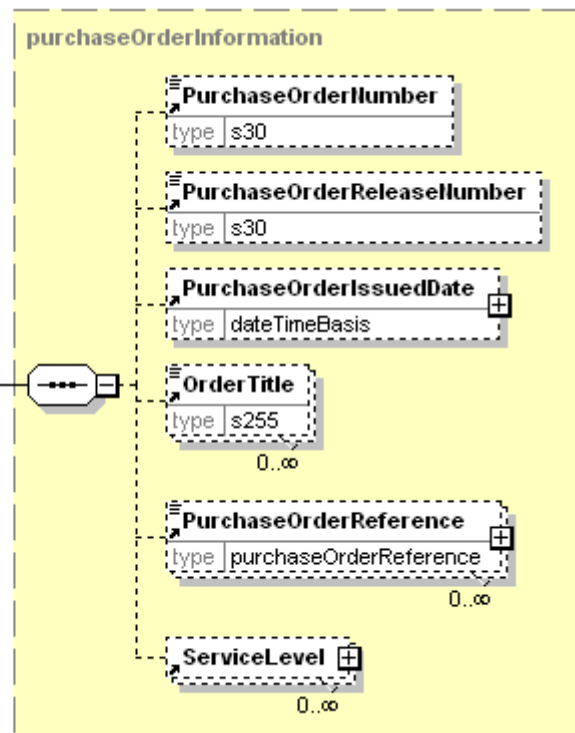 purchaseOrderInformation
PurchaseOrderNumber
type s30
PurchaseOrderReleaseNumber
type s30
PurchaseOrderIssuedDate
type dateTimeBasis
OrderTitle
type s255
0..∞
PurchaseOrderReference
type purchaseOrderReference
0..∞
ServiceLevel
0..∞